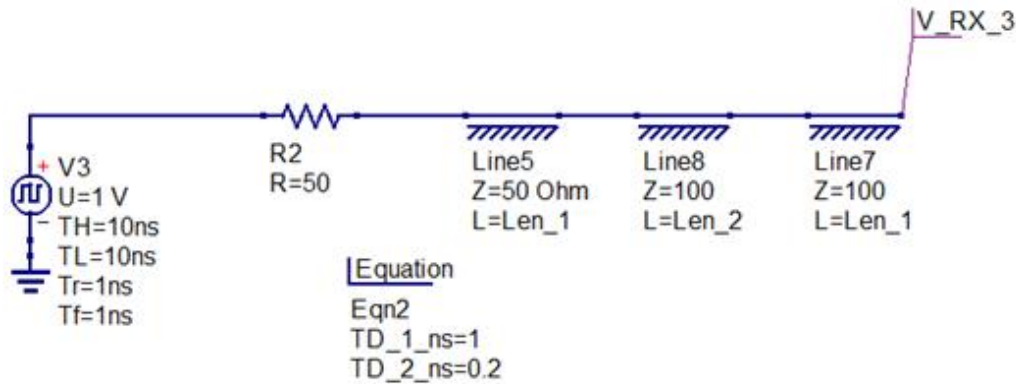 V_RX_3
V3
U=1 V
TH=10ns
TL=10ns
Tr=1ns
Tf=1ns
R2
R=50
Line5
Z=50 Ohm
L=Len_1
Line8
Z=100
L=Len_2
Line7
Z=100
L=Len_1
Equation
Eqn2
TD_1_ns=1
TD_2_ns=0.2